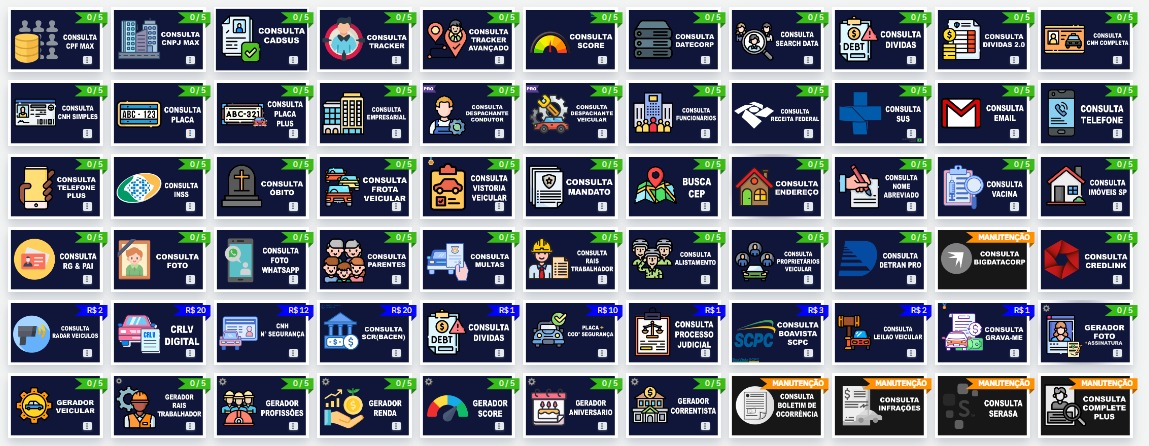 0/5
CONSULTA
CPF MAX
0/5
CONSULTA
CNPJ MAX
0/5
CONSULTA
CADSUS
0/5
CONSULTA
TRACKER
0/5
CONSULTA
TRACKER
AVANÇADO
0/5
CONSULTA
SCORE
0/5
CONSULTA
DATECORP
0/5
CONSULTA
SEARCH DATA
0/5
DEBT
CONSULTA
DIVIDAS
0/5
CONSULTA
DIVIDAS 2.0
0/5
CONSULTA
CNH COMPLETA
0/5
CONSULTA
CNH SIMPLES
0/5
ABC - 123
CONSULTA
PLACA
0/5
ABC-321
CONSULTA
PLACA
PLUS
0/5
CONSULTA
EMPRESARIAL
PRO
0/5
CONSULTA
DESPACHANTE
CONDUTOR
PRO
0/5
CONSULTA
DESPACHANTE
VEICULAR
0/5
CONSULTA
FUNCIONÁRIOS
0/5
CONSULTA
RECEITA FEDERAL
0/5
CONSULTA
SUS
0/5
CONSULTA
EMAIL
0/5
CONSULTA
TELEFONE
0/5
CONSULTA
TELEFONE
PLUS
0/5
CONSULTA
INSS
0/5
CONSULTA
ÓBITO
0/5
CONSULTA
FROTA
VEICULAR
0/5
CONSULTA
VISTORIA
VEICULAR
0/5
CONSULTA
MANDATO
0/5
BUSCA
CEP
0/5
CONSULTA
ENDEREÇO
0/5
CONSULTA
NOME
ABREVIADO
0/5
CONSULTA
VACINA
0/5
CONSULTA
IMÓVEIS SP
0/5
CONSULTA
RG & PAI
0/5
CONSULTA
FOTO
0/5
CONSULTA
FOTO
WHATSAPP
0/5
CONSULTA
PARENTES
0/5
CONSULTA
MULTAS
0/5
CONSULTA
RAIS
TRABALHADOR
0/5
CONSULTA
ALISTAMENTO
0/5
CONSULTA
PROPRIETÁRIOS
VEICULAR
0/5
CONSULTA
DETRAN PRO
MANUTENÇÃO
CONSULTA
BIGDATACORP
0/5
CONSULTA
CREDLINK
R$ 2
CONSULTA
RADAR VEICULOS
R$ 20
CRLV
CRLV
DIGITAL
R$ 12
CNH
N° SEGURANÇA
R$ 20
CONSULTA
SCR(BACEN)
R$ 1
DEBT
CONSULTA
DIVIDAS
R$ 10
PLACA +
COD° SEGURANÇA
R$ 1
CONSULTA
PROCESSO
JUDICIAL
R$ 3
SCPC
CONSULTA
BOAVISTA
SCPC
R$ 2
CONSULTA
LEILAO VEICULAR
R$ 1
CONSULTA
GRAVA-ME
0/5
GERADOR
FOTO
+ASSINATURA
0/5
GERADOR
VEICULAR
0/5
GERADOR
RAIS
TRABALHADOR
0/5
GERADOR
PROFISSÕES
0/5
GERADOR
RENDA
0/5
GERADOR
SCORE
0/5
GERADOR
ANIVERSARIO
0/5
GERADOR
CORRENTISTA
MANUTENÇÃO
CONSULTA
BOLETIM DE
OCORRÊNCIA
MANUTENÇÃO
CONSULTA
INFRAÇÕES
MANUTENÇÃO
CONSULTA
SERASA
MANUTENÇÃO
CONSULTA
COMPLETE
PLUS